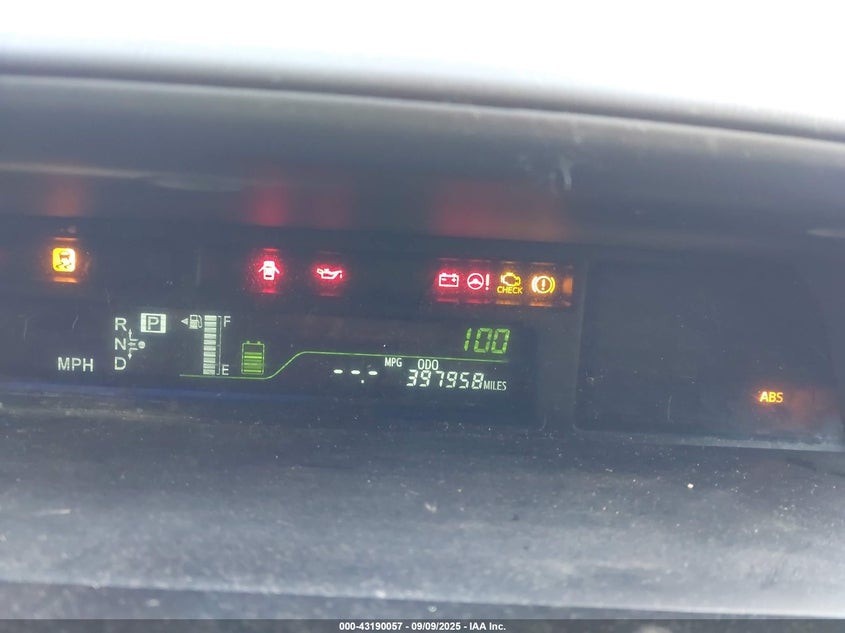 CHECK
R
P
F
N
100
MPH
D
E
MPG
ODO
---
397958 MILES
ABS
000-43190057 - 09/09/2025 - IAA Inc.